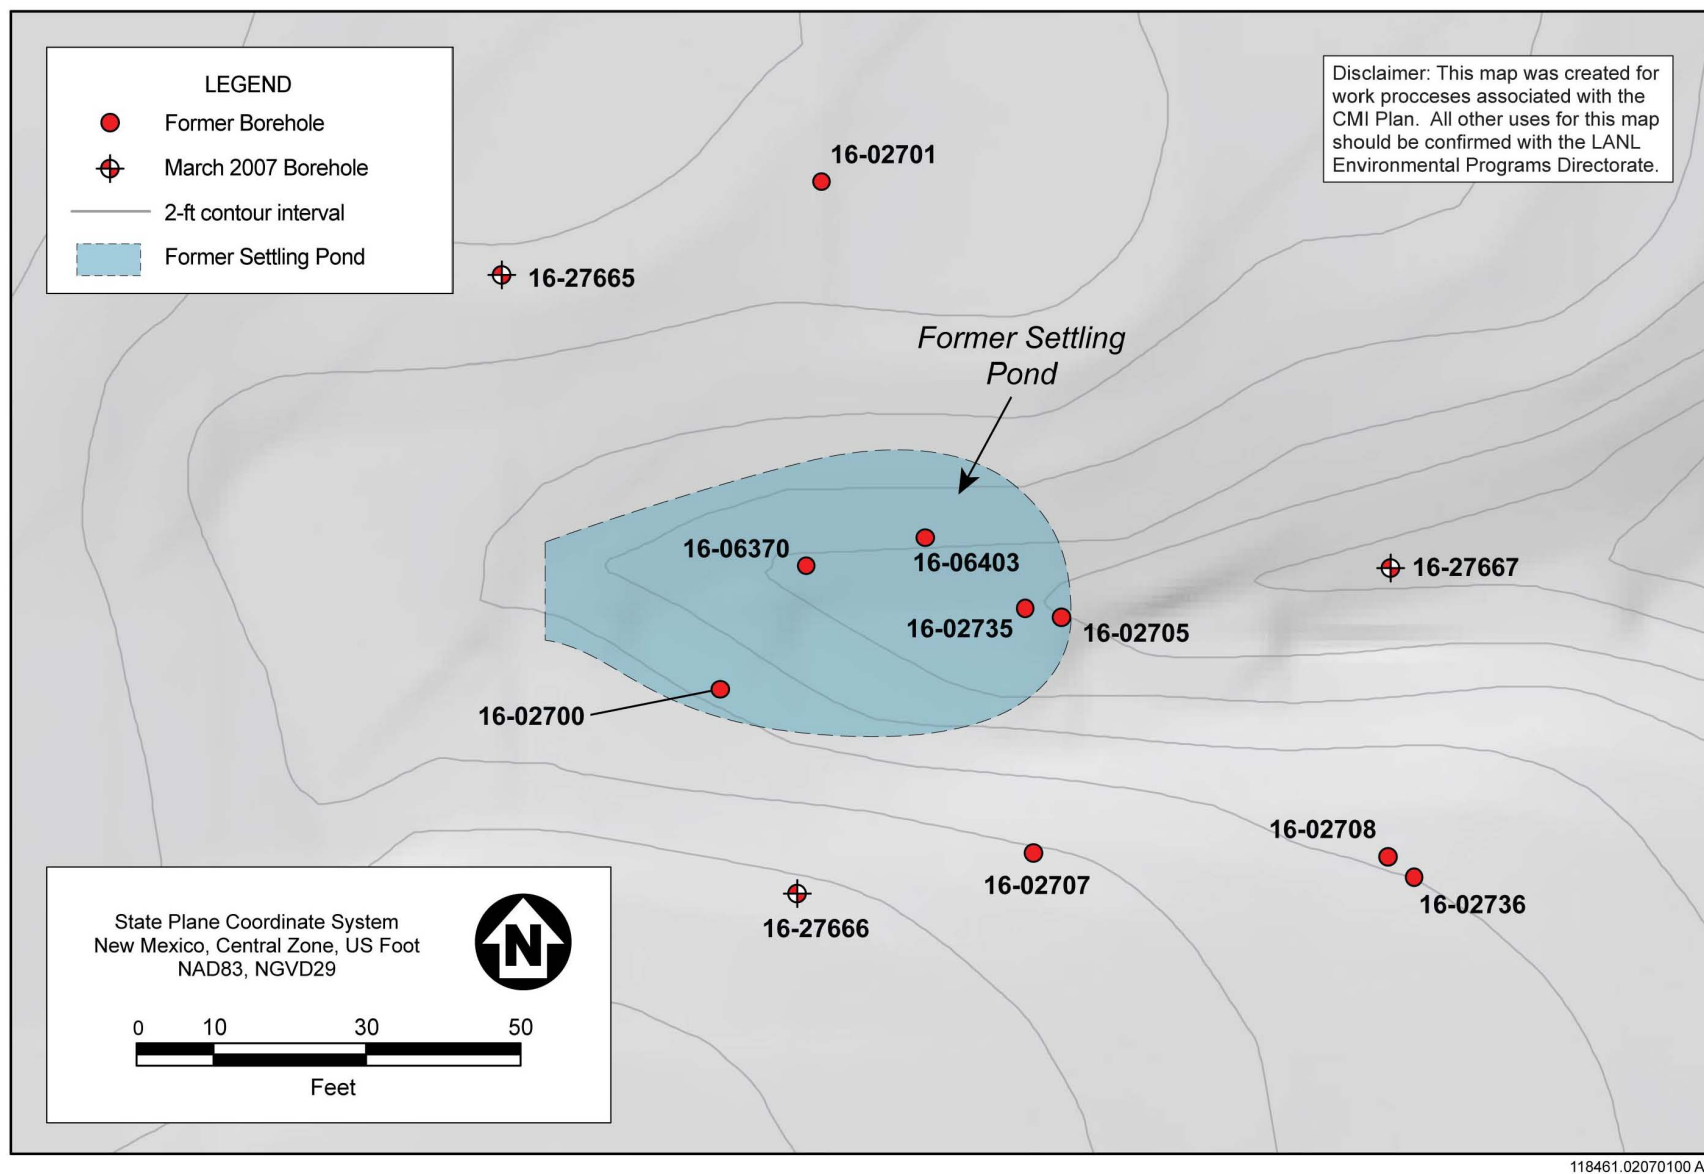 LEGEND
Former Borehole
March 2007 Borehole
2-ft contour interval
Former Settling Pond
Disclaimer: This map was created for
work procceses associated with the
CMI Plan. All other uses for this map
should be confirmed with the LANL
Environmental Programs Directorate.
16-02701
16-27665
Former Settling
Pond
16-06370
16-06403
16-27667
16-02735
16-02705
16-02700
16-02708
16-02707
16-02736
16-27666
State Plane Coordinate System
New Mexico, Central Zone, US Foot
NAD83, NGVD29
N
0 10 30 50
Feet
118461.02070100 A